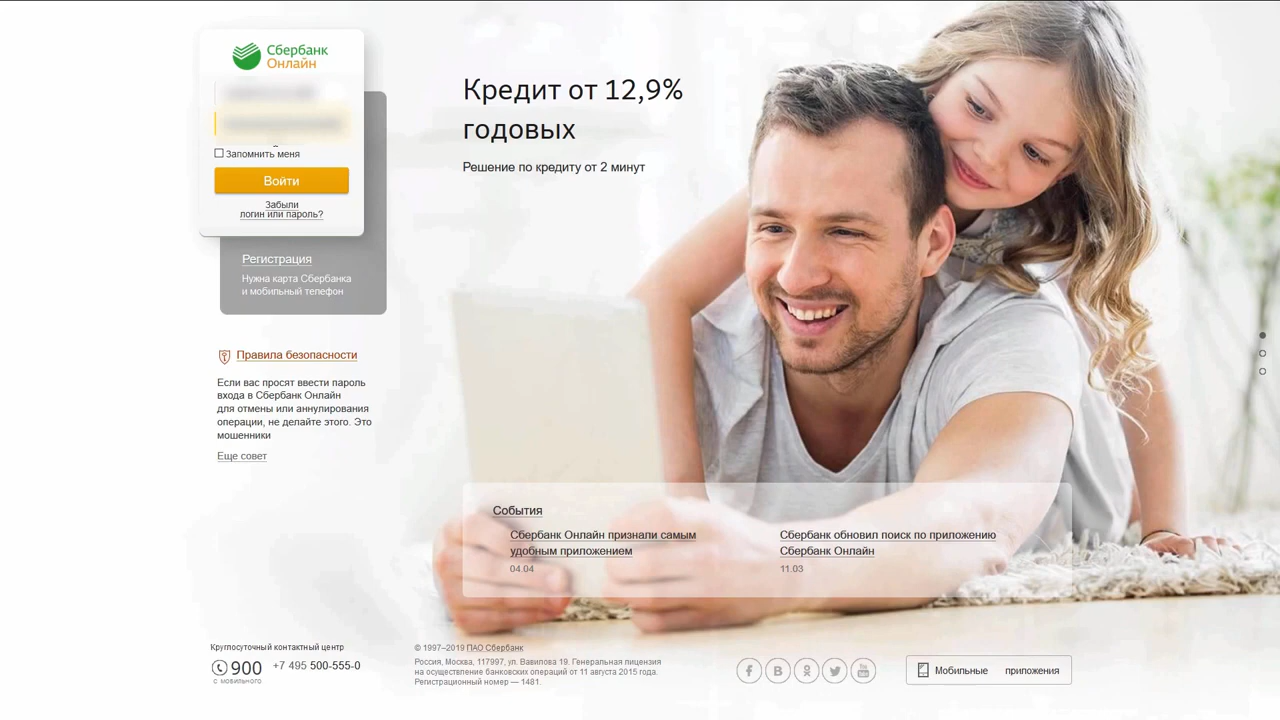 Сбербанк
Онлайн
Запомнить меня
Войти
Забыли
логин или пароль?
Регистрация
Нужна карта Сбербанка
и мобильный телефон
Правила безопасности
Если вас просят ввести пароль
входа в Сбербанк Онлайн
для отмены или аннулирования
операции, не делайте этого. Это
мошенники
Еще совет
Кредит от 12,9%
годовых
Решение по кредиту от 2 минут
События
Сбербанк Онлайн признали самым
удобным приложением
04.04
Сбербанк обновил поиск по приложению
Сбербанк Онлайн
11.03
Круглосуточный контактный центр
900
с мобильного
+7 495 500-555-0
© 1997–2019 ПАО Сбербанк
Россия, Москва, 117997, ул. Вавилова 19. Генеральная лицензия
на осуществление банковских операций от 11 августа 2015 года.
Регистрационный номер — 1481.
You Tube
Мобильные приложения